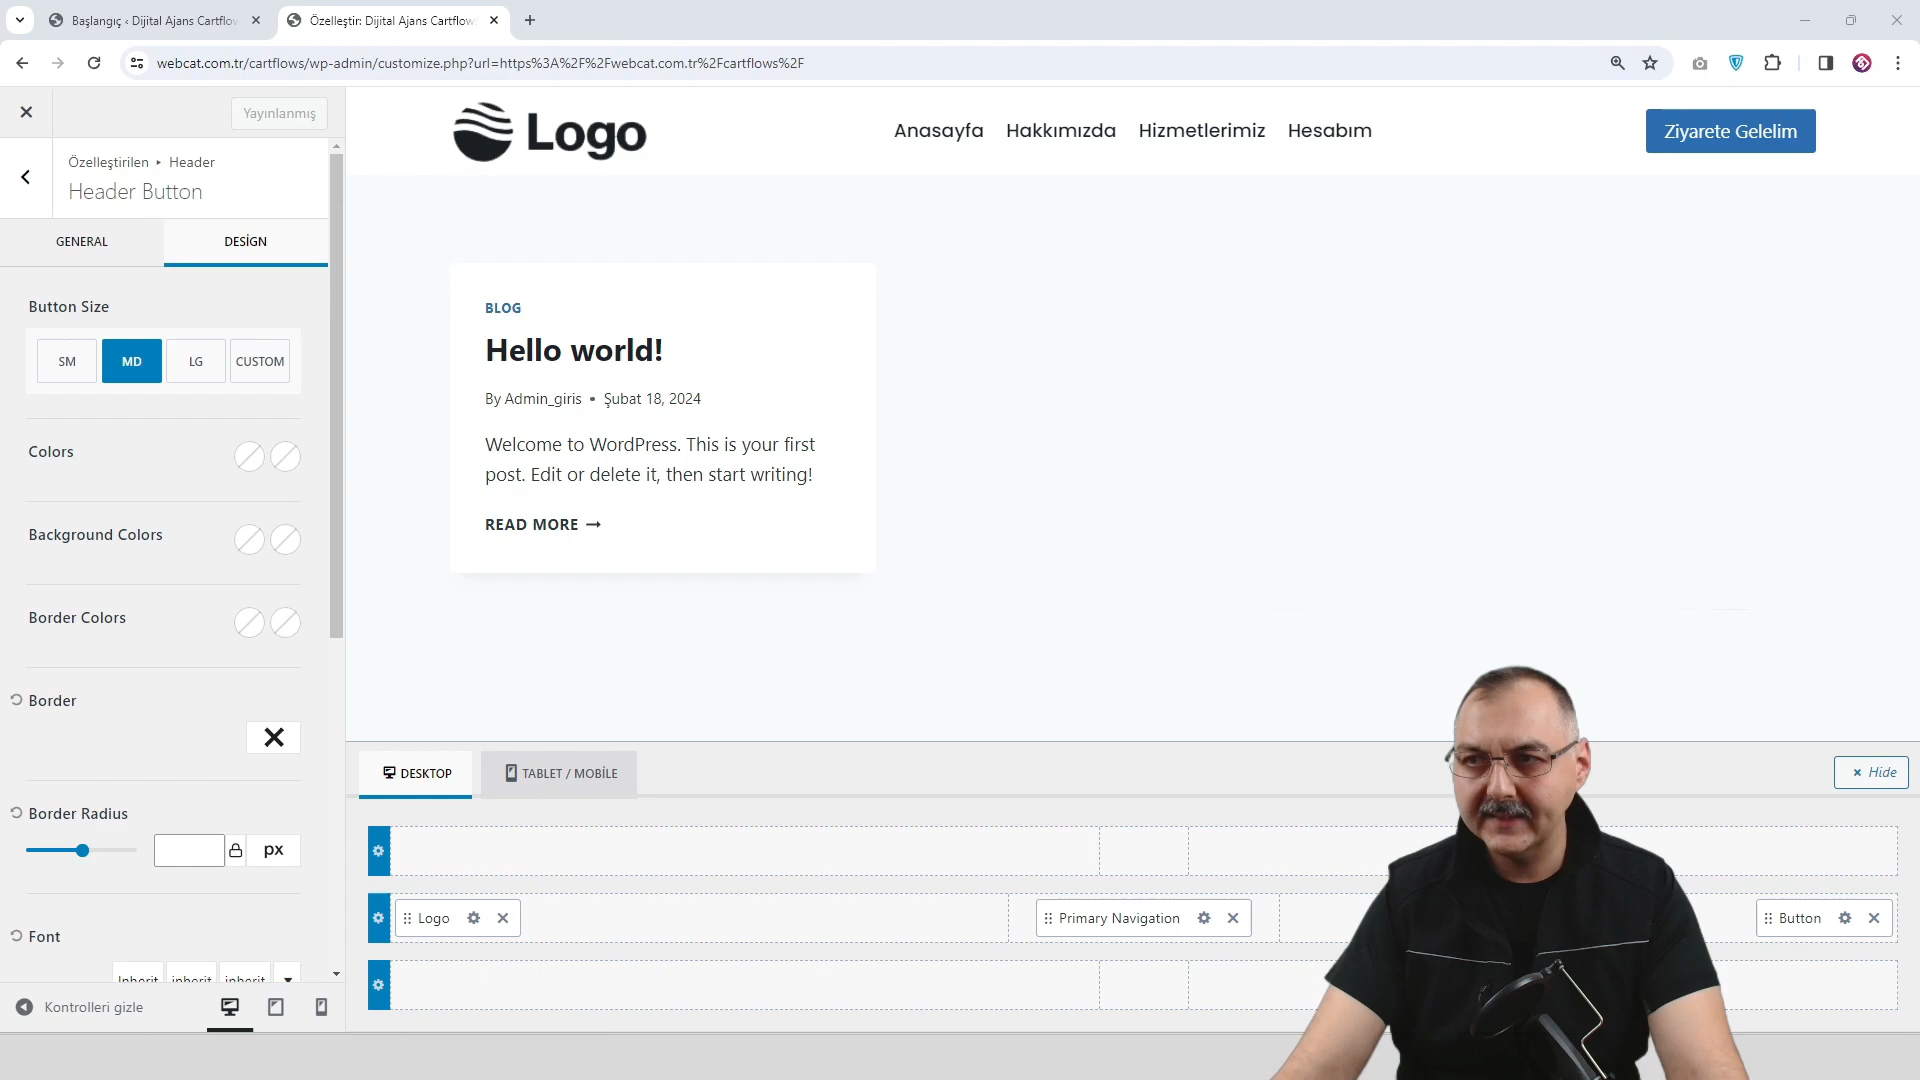 Başlangıç ‹ Dijital Ajans Cartflow
Özelleştir: Dijital Ajans Cartflow
webcat.com.tr/cartflows/wp-admin/customize.php?url=https%3A%2F%2Fwebcat.com.tr%2Fcartflows%2F
Yayınlanmış
Özelleştirilen ▸ Header
Header Button
GENERAL
DESİGN
Button Size
SM
MD
LG
CUSTOM
Colors
Background Colors
Border Colors
Border
Border Radius
px
Font
Inherit
inherit
inherit
Kontrolleri gizle
Logo
Anasayfa Hakkımızda Hizmetlerimiz Hesabım
Ziyarete Gelelim
BLOG
Hello world!
By Admin_giris • Şubat 18, 2024
Welcome to WordPress. This is your first
post. Edit or delete it, then start writing!
READ MORE →
DESKTOP
TABLET / MOBİLE
× Hide
Logo
Primary Navigation
Button